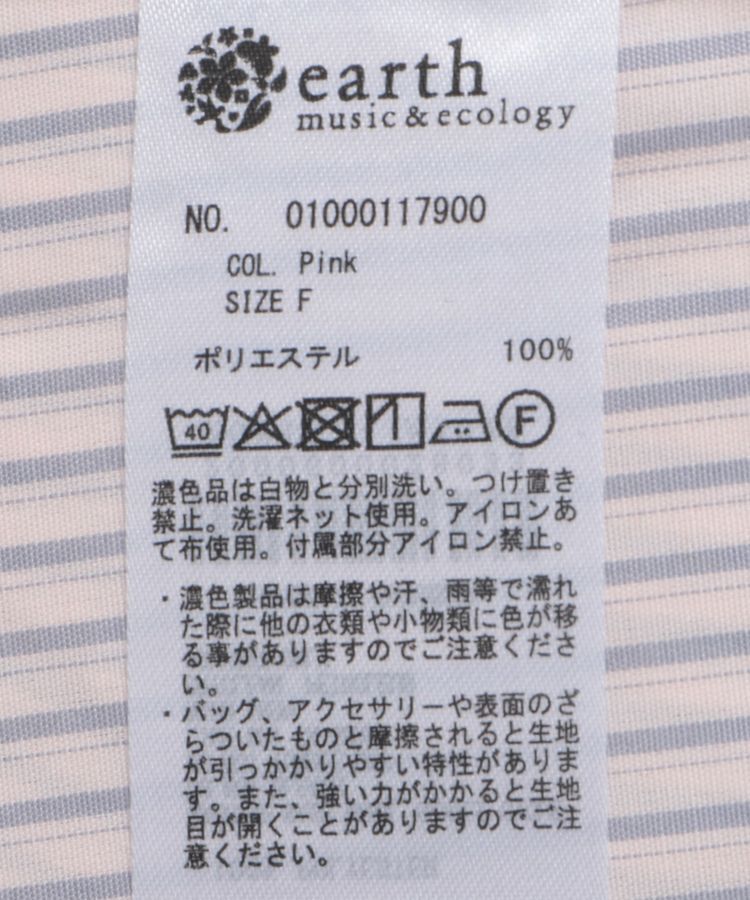 earth
music & ecology
NO. 01000117900
COL. Pink
SIZE F
ポリエステル 100%
40 F
濃色品は白物と分別洗い。つけ置き
禁止。洗濯ネット使用。アイロンあ
て布使用。付属部分アイロン禁止。
・濃色製品は摩擦や汗、雨等で濡れ
た際に他の衣類や小物類に色が移
る事がありますのでご注意くださ
い。
・バッグ、アクセサリーや表面のざ
らついたものと摩擦されると生地
が引っかかりやすい特性がありま
す。また、強い力がかかると生地
目が開くことがありますのでご注
意ください。